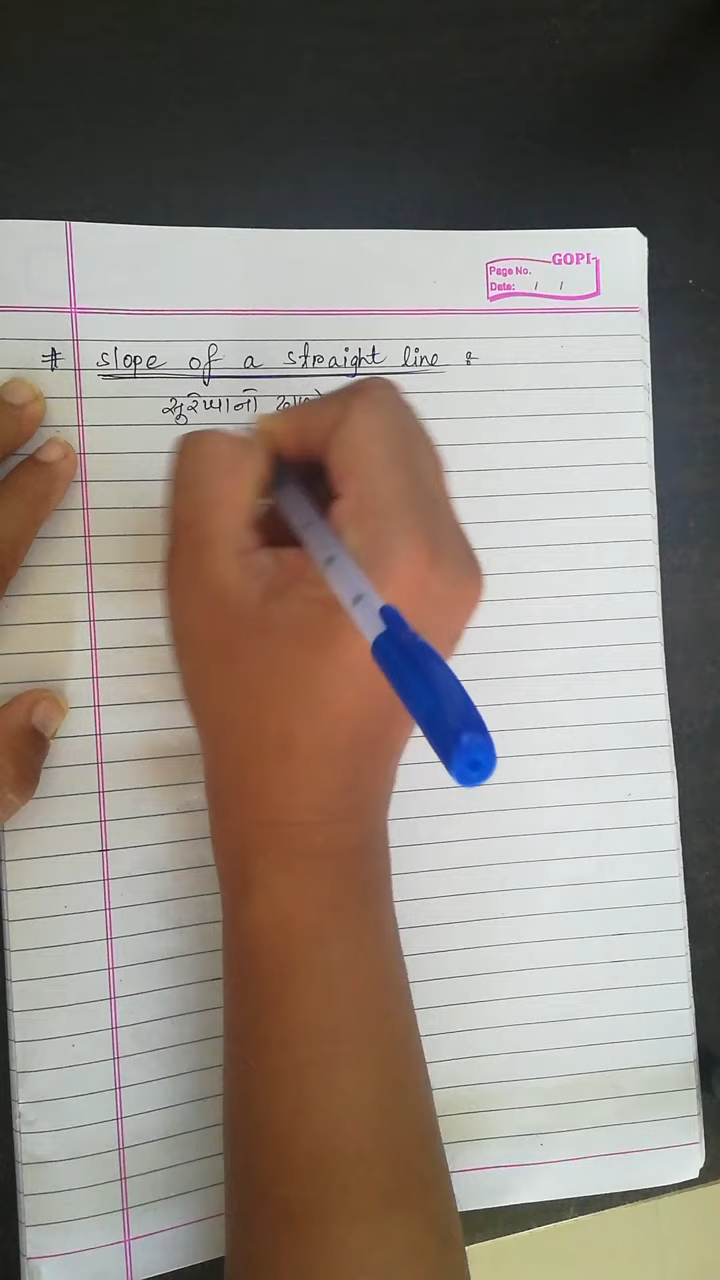 GOPI
Page No.
Date: / /
# slope of a straight line :
સુરેખાનો